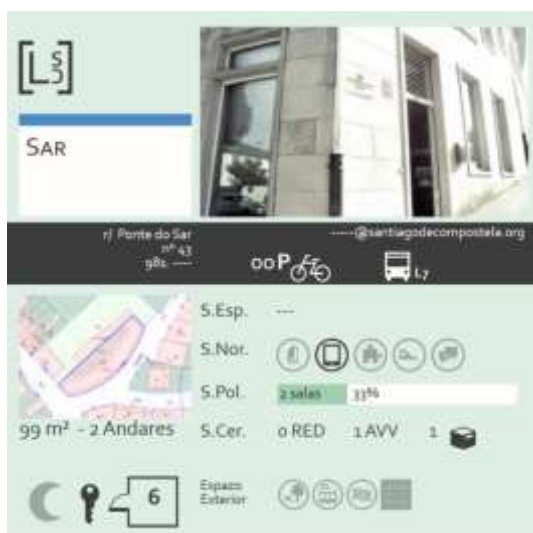 [L
SAR
r/ Ponte do Sar
nº 43
981 ----
-----@santiagodecompostela.org
00 P
L7
S.Esp. ---
S.Nor.
S.Pol. 2 salas 33%
99 m² - 2 Andares
S.Cer. 0 RED 1 AVV 1
6
Espazo
Exterior